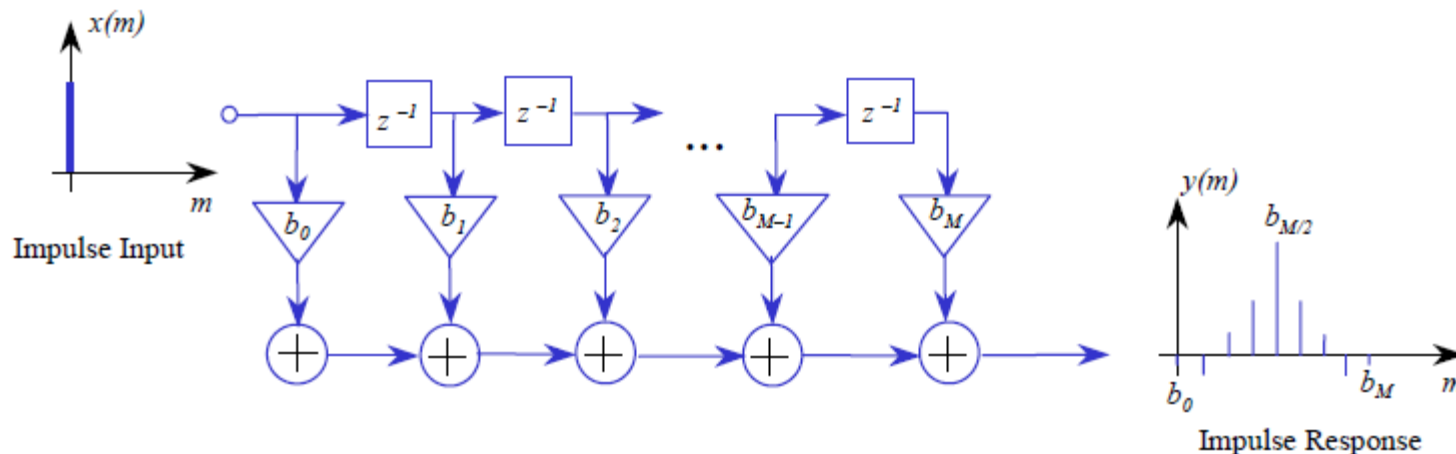 x(m)
m
Impulse Input
z⁻¹
z⁻¹
...
z⁻¹
b₀
b₁
b₂
b_{M–1}
b_M
+
+
+
+
+
y(m)
b_{M/2}
b₀
b_M
m
Impulse Response